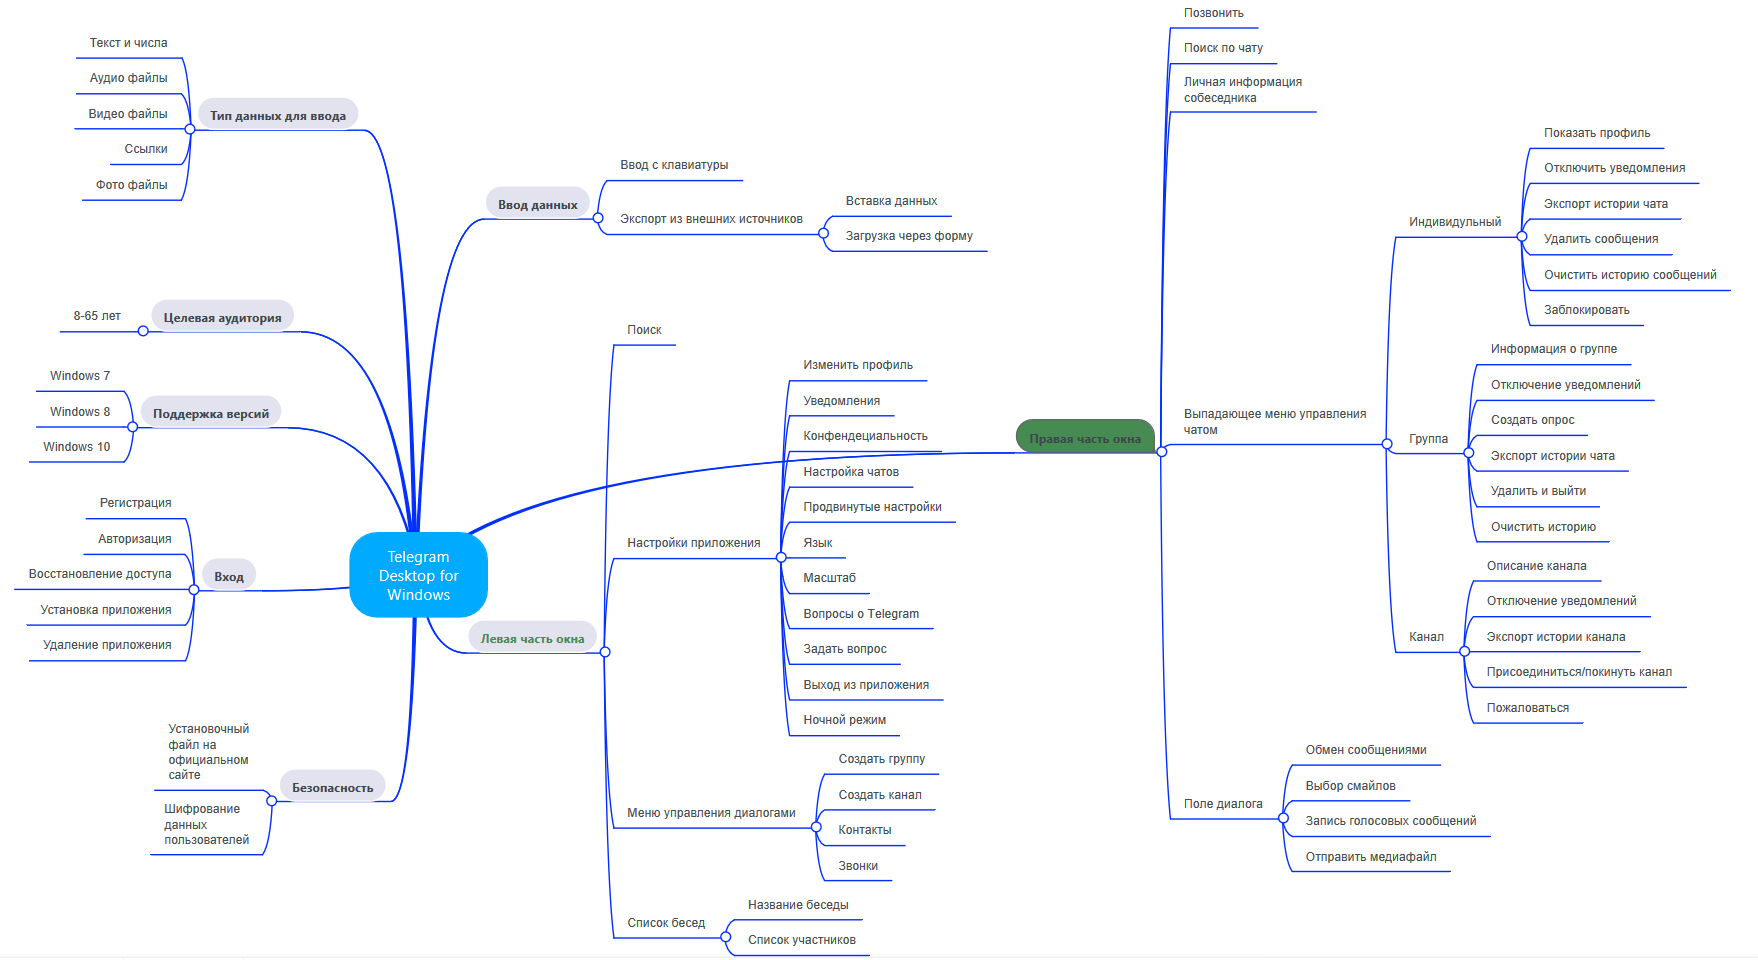 Текст и числа
Аудио файлы
Видео файлы
Ссылки
Фото файлы
Тип данных для ввода
8-65 лет
Целевая аудитория
Windows 7
Windows 8
Windows 10
Поддержка версий
Регистрация
Авторизация
Восстановление доступа
Установка приложения
Удаление приложения
Вход
Установочный
файл на
официальном
сайте
Шифрование
данных
пользователей
Безопасность
Telegram
Desktop for
Windows
Ввод данных
Ввод с клавиатуры
Экспорт из внешних источников
Вставка данных
Загрузка через форму
Левая часть окна
Поиск
Настройки приложения
Изменить профиль
Уведомления
Конфендециальность
Настройка чатов
Продвинутые настройки
Язык
Масштаб
Вопросы о Telegram
Задать вопрос
Выход из приложения
Ночной режим
Меню управления диалогами
Создать группу
Создать канал
Контакты
Звонки
Список бесед
Название беседы
Список участников
Правая часть окна
Позвонить
Поиск по чату
Личная информация
собеседника
Выпадающее меню управления
чатом
Индивидульный
Показать профиль
Отключить уведомления
Экспорт истории чата
Удалить сообщения
Очистить историю сообщений
Заблокировать
Группа
Информация о группе
Отключение уведомлений
Создать опрос
Экспорт истории чата
Удалить и выйти
Очистить историю
Канал
Описание канала
Отключение уведомлений
Экспорт истории канала
Присоединиться/покинуть канал
Пожаловаться
Поле диалога
Обмен сообщениями
Выбор смайлов
Запись голосовых сообщений
Отправить медиафайл